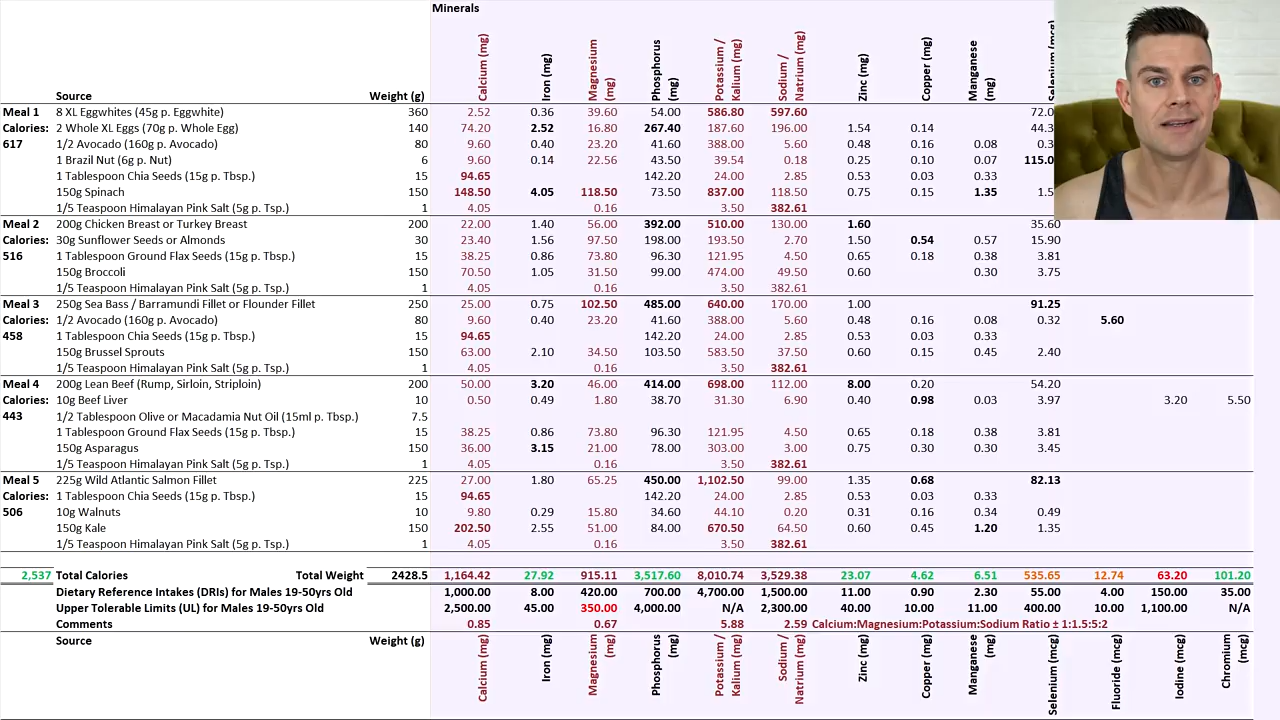 Minerals
Source Weight (g) Calcium (mg) Iron (mg) Magnesium (mg) Phosphorus (mg) Potassium / Kalium (mg) Sodium / Natrium (mg) Zinc (mg) Copper (mg) Manganese (mg) Selenium (mcg)
Meal 1 8 XL Eggwhites (45g p. Eggwhite) 360 2.52 0.36 39.60 54.00 586.80 597.60 72.0
Calories: 2 Whole XL Eggs (70g p. Whole Egg) 140 74.20 2.52 16.80 267.40 187.60 196.00 1.54 0.14 44.3
617 1/2 Avocado (160g p. Avocado) 80 9.60 0.40 23.20 41.60 388.00 5.60 0.48 0.16 0.08 0.3
1 Brazil Nut (6g p. Nut) 6 9.60 0.14 22.56 43.50 39.54 0.18 0.25 0.10 0.07 115.0
1 Tablespoon Chia Seeds (15g p. Tbsp.) 15 94.65 142.20 24.00 2.85 0.53 0.03 0.33
150g Spinach 150 148.50 4.05 118.50 73.50 837.00 118.50 0.75 0.15 1.35 1.5
1/5 Teaspoon Himalayan Pink Salt (5g p. Tsp.) 1 4.05 0.16 3.50 382.61
Meal 2 200g Chicken Breast or Turkey Breast 200 22.00 1.40 56.00 392.00 510.00 130.00 1.60 35.60
Calories: 30g Sunflower Seeds or Almonds 30 23.40 1.56 97.50 198.00 193.50 2.70 1.50 0.54 0.57 15.90
516 1 Tablespoon Ground Flax Seeds (15g p. Tbsp.) 15 38.25 0.86 73.80 96.30 121.95 4.50 0.65 0.18 0.38 3.81
150g Broccoli 150 70.50 1.05 31.50 99.00 474.00 49.50 0.60 0.30 3.75
1/5 Teaspoon Himalayan Pink Salt (5g p. Tsp.) 1 4.05 0.16 3.50 382.61
Meal 3 250g Sea Bass / Barramundi Fillet or Flounder Fillet 250 25.00 0.75 102.50 485.00 640.00 170.00 1.00 91.25
Calories: 1/2 Avocado (160g p. Avocado) 80 9.60 0.40 23.20 41.60 388.00 5.60 0.48 0.16 0.08 0.32 5.60
458 1 Tablespoon Chia Seeds (15g p. Tbsp.) 15 94.65 142.20 24.00 2.85 0.53 0.03 0.33
150g Brussel Sprouts 150 63.00 2.10 34.50 103.50 583.50 37.50 0.60 0.15 0.45 2.40
1/5 Teaspoon Himalayan Pink Salt (5g p. Tsp.) 1 4.05 0.16 3.50 382.61
Meal 4 200g Lean Beef (Rump, Sirloin, Striploin) 200 50.00 3.20 46.00 414.00 698.00 112.00 8.00 0.20 54.20
Calories: 10g Beef Liver 10 0.50 0.49 1.80 38.70 31.30 6.90 0.40 0.98 0.03 3.97 3.20 5.50
443 1/2 Tablespoon Olive or Macadamia Nut Oil (15ml p. Tbsp.) 7.5
1 Tablespoon Ground Flax Seeds (15g p. Tbsp.) 15 38.25 0.86 73.80 96.30 121.95 4.50 0.65 0.18 0.38 3.81
150g Asparagus 150 36.00 3.15 21.00 78.00 303.00 3.00 0.75 0.30 0.30 3.45
1/5 Teaspoon Himalayan Pink Salt (5g p. Tsp.) 1 4.05 0.16 3.50 382.61
Meal 5 225g Wild Atlantic Salmon Fillet 225 27.00 1.80 65.25 450.00 1,102.50 99.00 1.35 0.68 82.13
Calories: 1 Tablespoon Chia Seeds (15g p. Tbsp.) 15 94.65 142.20 24.00 2.85 0.53 0.03 0.33
506 10g Walnuts 10 9.80 0.29 15.80 34.60 44.10 0.20 0.31 0.16 0.34 0.49
150g Kale 150 202.50 2.55 51.00 84.00 670.50 64.50 0.60 0.45 1.20 1.35
1/5 Teaspoon Himalayan Pink Salt (5g p. Tsp.) 1 4.05 0.16 3.50 382.61
2,537 Total Calories Total Weight 2428.5 1,164.42 27.92 915.11 3,517.60 8,010.74 3,529.38 23.07 4.62 6.51 535.65 12.74 63.20 101.20
Dietary Reference Intakes (DRIs) for Males 19-50yrs Old 1,000.00 8.00 420.00 700.00 4,700.00 1,500.00 11.00 0.90 2.30 55.00 4.00 150.00 35.00
Upper Tolerable Limits (UL) for Males 19-50yrs Old 2,500.00 45.00 350.00 4,000.00 N/A 2,300.00 40.00 10.00 11.00 400.00 10.00 1,100.00 N/A
Comments 0.85 0.67 5.88 2.59 Calcium:Magnesium:Potassium:Sodium Ratio ± 1:1.5:5:2
Source Weight (g) Calcium (mg) Iron (mg) Magnesium (mg) Phosphorus (mg) Potassium / Kalium (mg) Sodium / Natrium (mg) Zinc (mg) Copper (mg) Manganese (mg) Selenium (mcg) Fluoride (mcg) Iodine (mcg) Chromium (mcg)